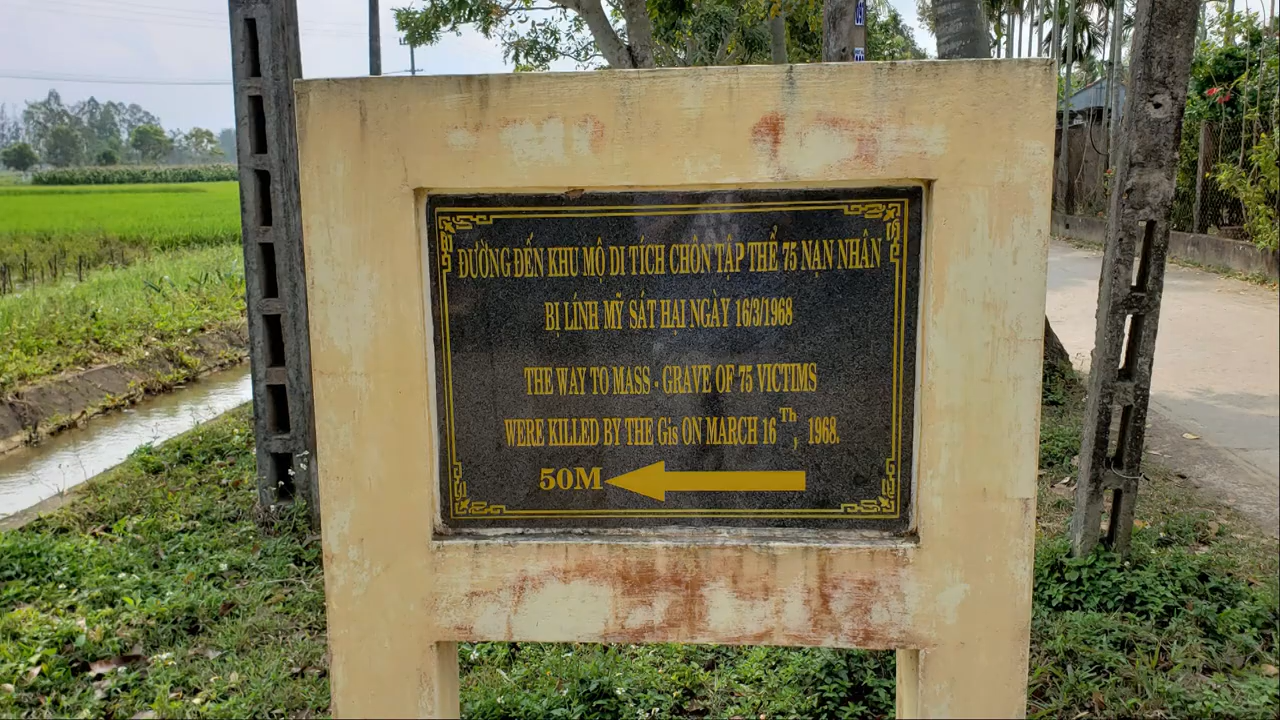 ĐƯỜNG ĐẾN KHU MỘ DI TÍCH CHÔN TẬP THỂ 75 NẠN NHÂN
BỊ LÍNH MỸ SÁT HẠI NGÀY 16/3/1968
THE WAY TO MASS - GRAVE OF 75 VICTIMS
WERE KILLED BY THE GIs ON MARCH 16Th, 1968.
50M